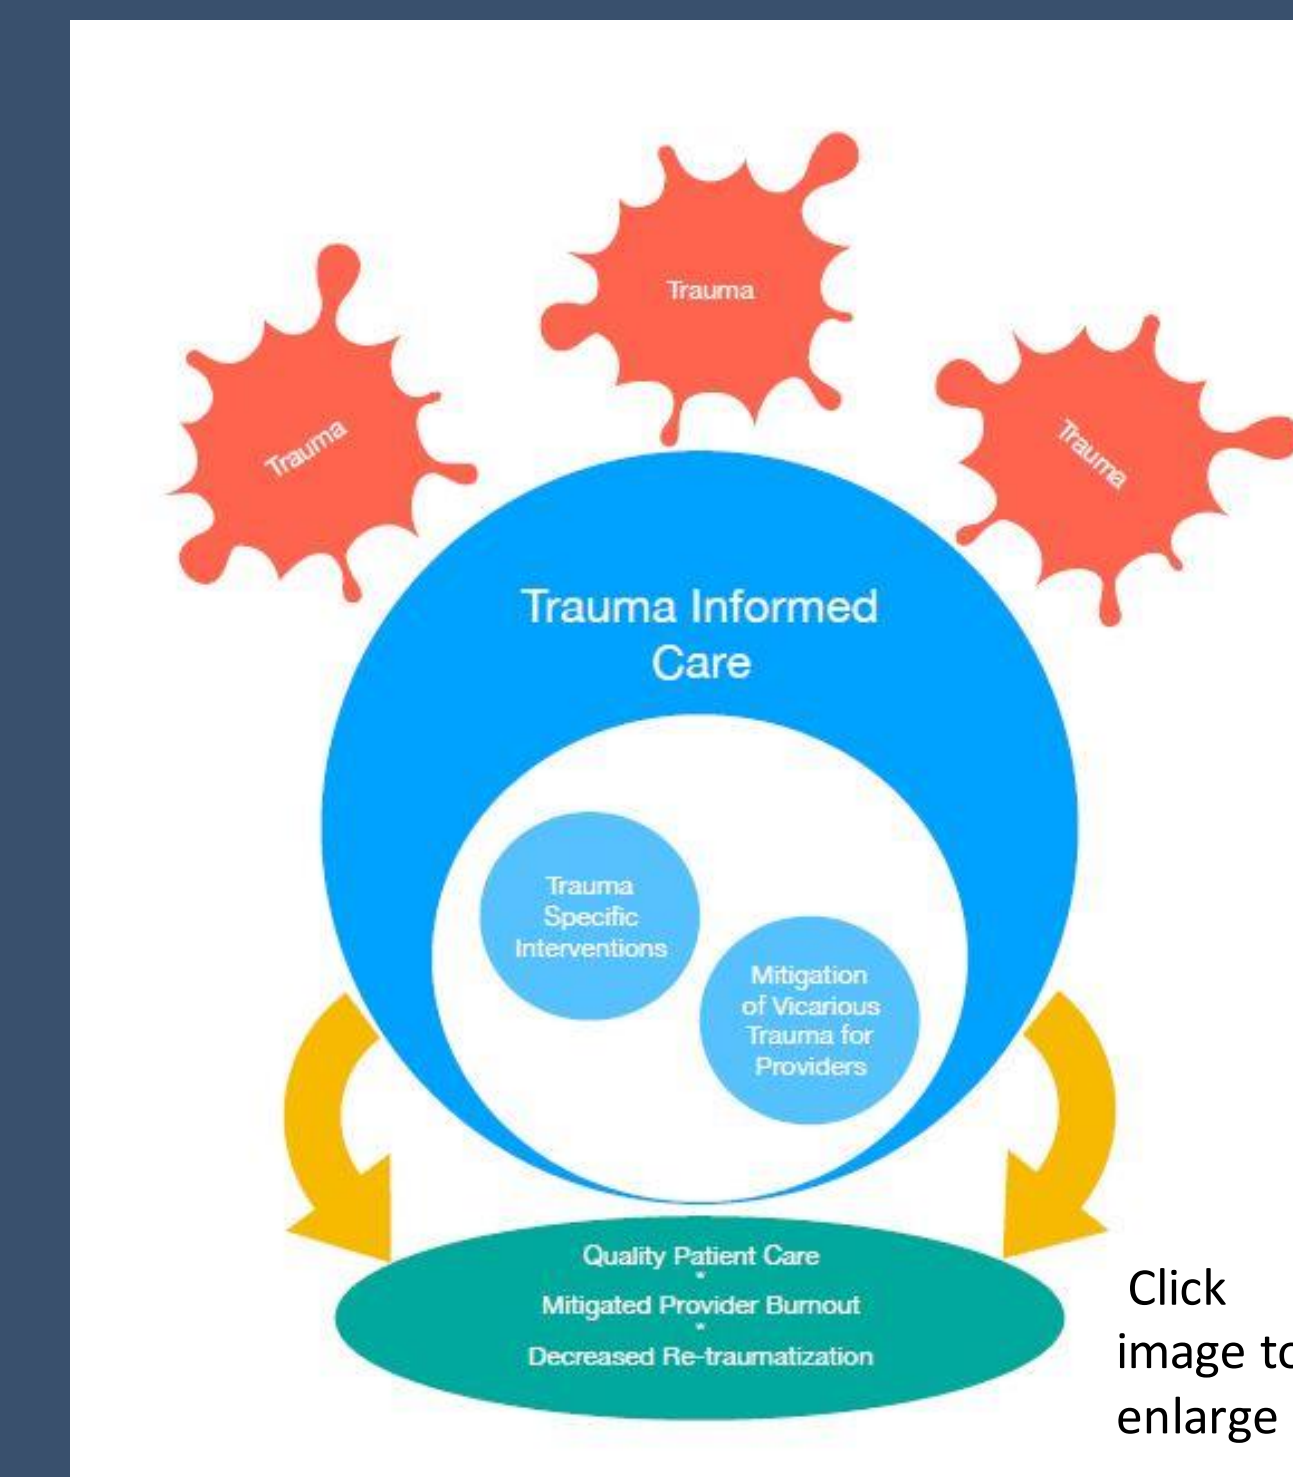 Trauma
Trauma
Trauma
Trauma Informed
Care
Trauma
Specific
Interventions
Mitigation
of Vicarious
Trauma for
Providers
Quality Patient Care
*
Mitigated Provider Burnout
*
Decreased Re-traumatization
Click
image to
enlarge